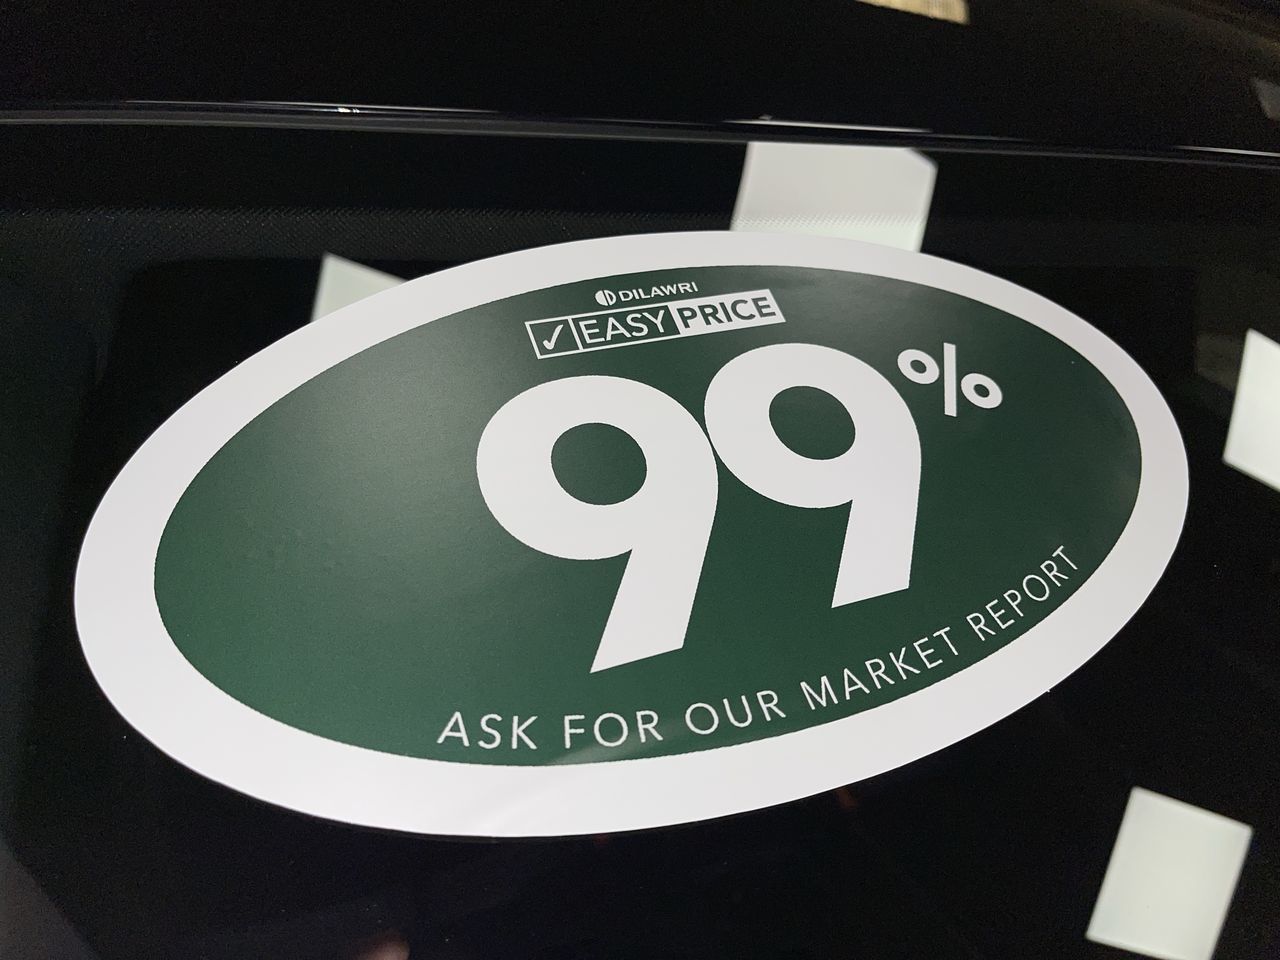 DILAWRI
✓ EASY PRICE
99%
ASK FOR OUR MARKET REPORT